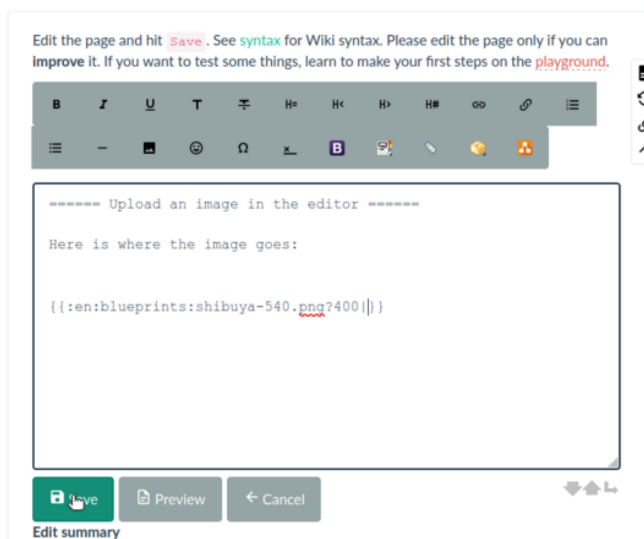 Edit the page and hit Save. See syntax for Wiki syntax. Please edit the page only if you can
improve it. If you want to test some things, learn to make your first steps on the playground.
B I U T T H= H< H> H#
Ω x_ B
====== Upload an image in the editor ======
Here is where the image goes:
{{:en:blueprints:shibuya-540.png?400|}}
Save Preview Cancel
Edit summary